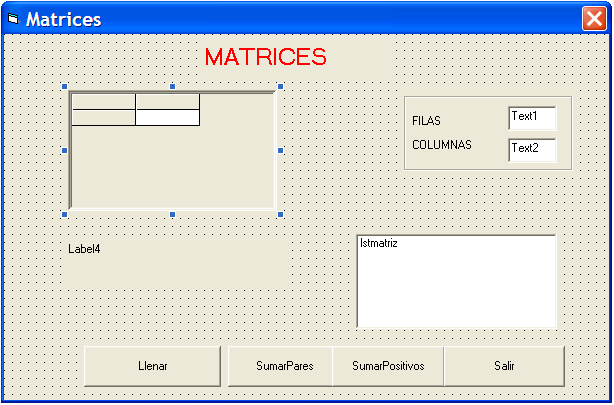 Matrices
MATRICES
FILAS
Text1
COLUMNAS
Text2
Label4
lstmatriz
Llenar
SumarPares
SumarPositivos
Salir